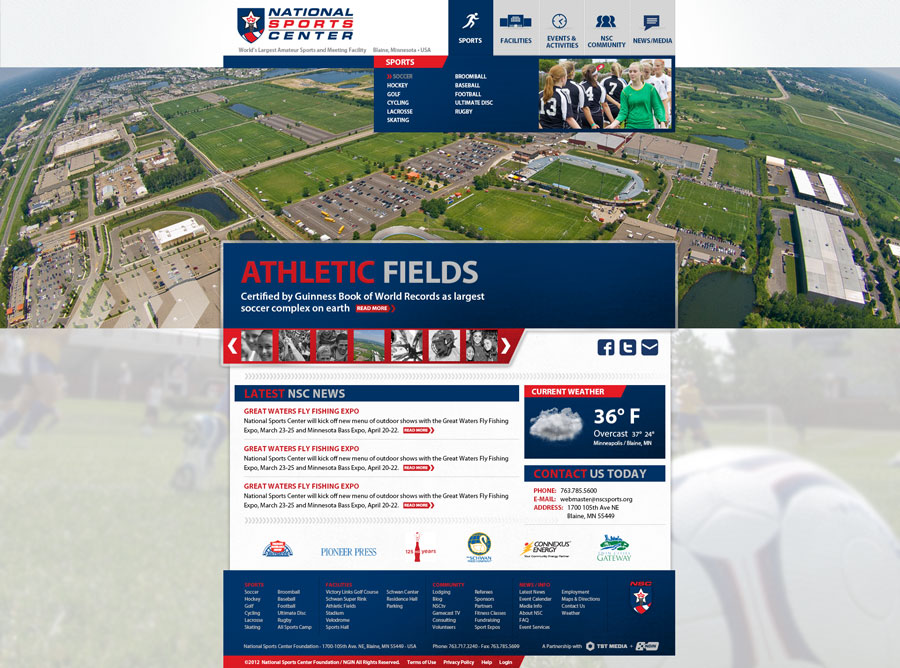 NATIONAL
SPORTS
CENTER
World's Largest Amateur Sports and Meeting Facility Blaine, Minnesota • USA
SPORTS
FACILITIES
EVENTS &
ACTIVITIES
NSC
COMMUNITY
NEWS/MEDIA
SPORTS
SOCCER
HOCKEY
GOLF
CYCLING
LACROSSE
SKATING
BROOMBALL
BASEBALL
FOOTBALL
ULTIMATE DISC
RUGBY
13
7
ATHLETIC FIELDS
Certified by Guinness Book of World Records as largest
soccer complex on earth READ MORE
LATEST NSC NEWS
GREAT WATERS FLY FISHING EXPO
National Sports Center will kick off new menu of outdoor shows with the Great Waters Fly Fishing
Expo, March 23-25 and Minnesota Bass Expo, April 20-22. READ MORE
GREAT WATERS FLY FISHING EXPO
National Sports Center will kick off new menu of outdoor shows with the Great Waters Fly Fishing
Expo, March 23-25 and Minnesota Bass Expo, April 20-22. READ MORE
GREAT WATERS FLY FISHING EXPO
National Sports Center will kick off new menu of outdoor shows with the Great Waters Fly Fishing
Expo, March 23-25 and Minnesota Bass Expo, April 20-22. READ MORE
CURRENT WEATHER
36° F
Overcast 37° 24°
Minneapolis / Blaine, MN
CONTACT US TODAY
PHONE: 763.785.5600
E-MAIL: webmaster@nscsports.org
ADDRESS: 1700 105th Ave NE
Blaine, MN 55449
PIONEER PRESS
125 years
SCHWAN
CONNEXUS
ENERGY
Your Community Energy Partner
GATEWAY
SPORTS
Soccer
Hockey
Golf
Cycling
Lacrosse
Skating
Broomball
Baseball
Football
Ultimate Disc
Rugby
All Sports Camp
FACILITIES
Victory Links Golf Course
Schwan Super Rink
Athletic Fields
Stadium
Velodrome
Sports Hall
Schwan Center
Residence Hall
Parking
COMMUNITY
Lodging
Blog
NSCtv
Gamecast TV
Consulting
Volunteers
Referees
Sponsors
Partners
Fitness Classes
Fundraising
Sport Expos
NEWS / INFO
Latest News
Event Calendar
Media Info
About NSC
FAQ
Event Services
Employment
Maps & Directions
Contact Us
Weather
NSC
National Sports Center Foundation - 1700-105th Ave. NE, Blaine, MN 55449 - USA
Phone: 763.717.3240 - Fax: 763.785.5699
A Partnership with TBT MEDIA + NGIN
©2012 National Sports Center Foundation / NGIN All Rights Reserved. Terms of Use Privacy Policy Help Login